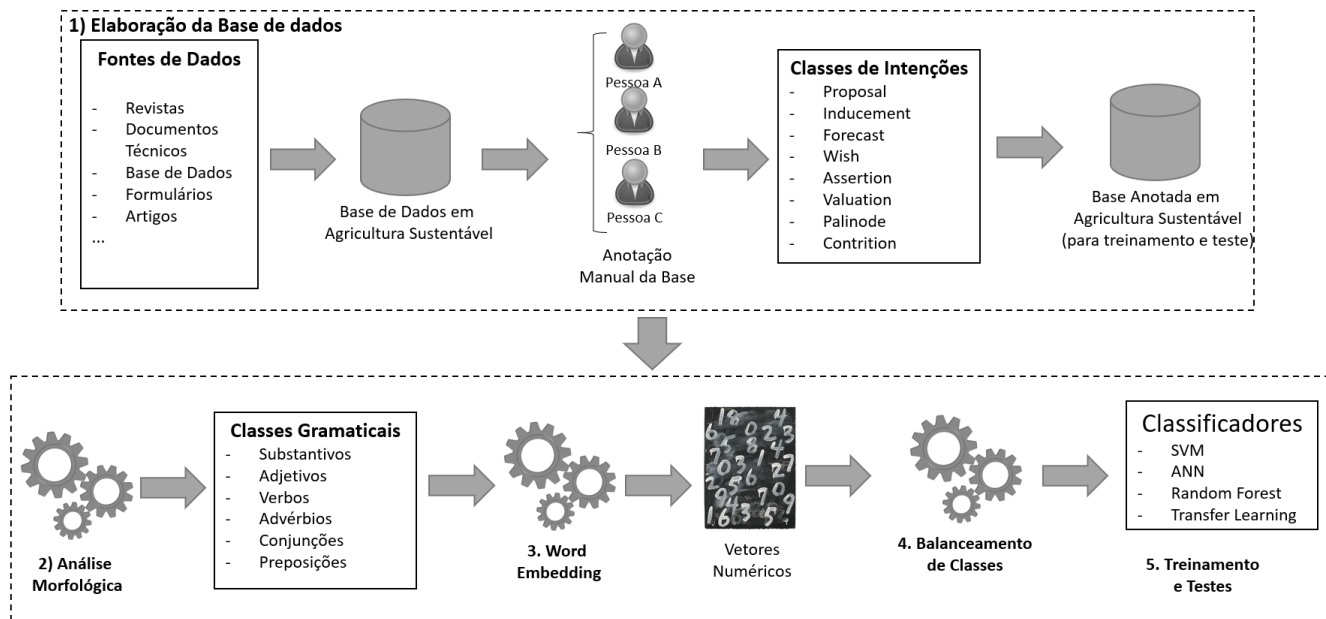 1) Elaboração da Base de dados
Fontes de Dados
- Revistas
- Documentos
Técnicos
- Base de Dados
- Formulários
- Artigos
...
Base de Dados em
Agricultura Sustentável
Pessoa A
Pessoa B
Pessoa C
Anotação
Manual da Base
Classes de Intenções
- Proposal
- Inducement
- Forecast
- Wish
- Assertion
- Valuation
- Palinode
- Contrition
Base Anotada em
Agricultura Sustentável
(para treinamento e teste)
2) Análise
Morfológica
Classes Gramaticais
- Substantivos
- Adjetivos
- Verbos
- Advérbios
- Conjunções
- Preposições
3. Word
Embedding
Vetores
Numéricos
4. Balanceamento
de Classes
Classificadores
- SVM
- ANN
- Random Forest
- Transfer Learning
5. Treinamento
e Testes